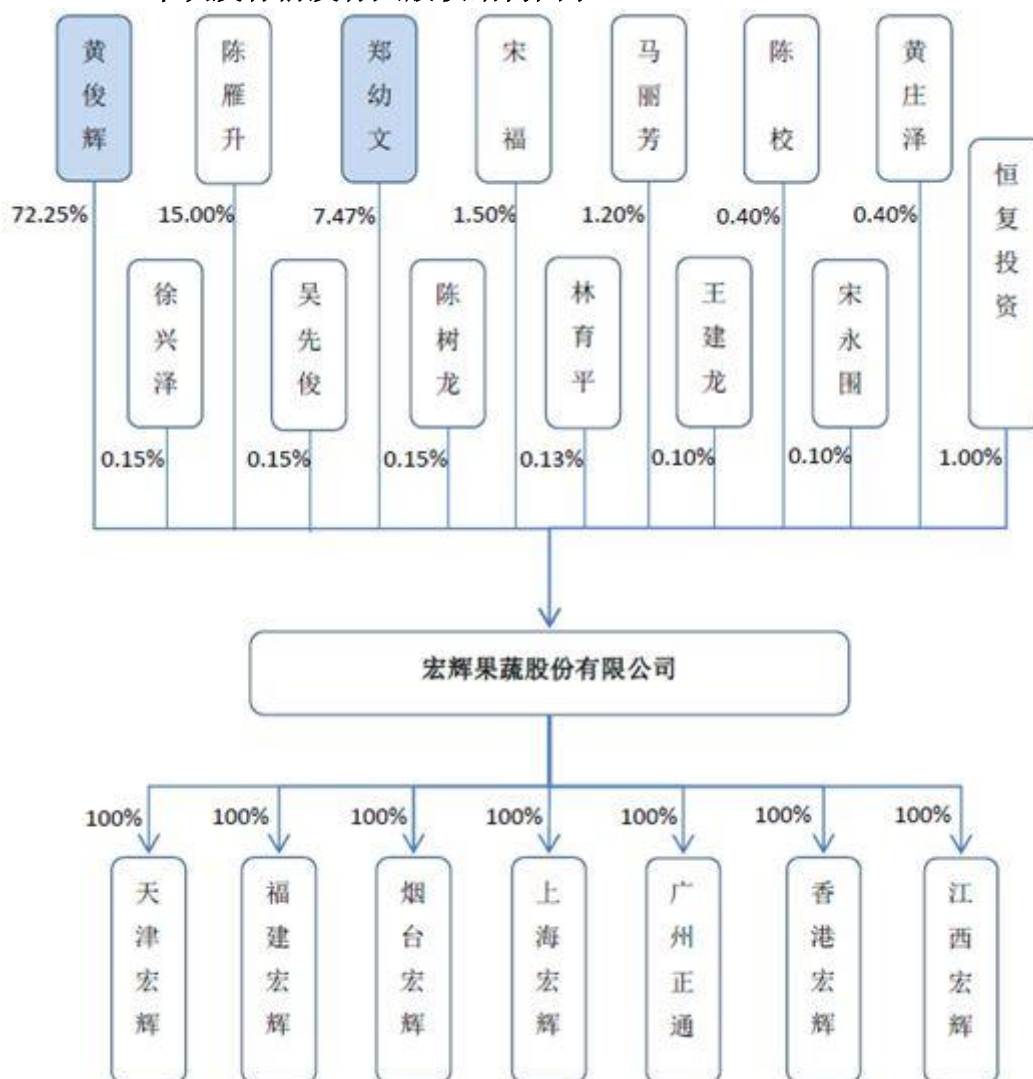 黄俊辉
陈雁升
郑幼文
宋福
马丽芳
陈校
黄庄泽
恒复投资
72.25%
15.00%
7.47%
1.50%
1.20%
0.40%
0.40%
徐兴泽
吴先俊
陈树龙
林育平
王建龙
宋永围
0.15%
0.15%
0.15%
0.13%
0.10%
0.10%
1.00%
宏辉果蔬股份有限公司
100%
100%
100%
100%
100%
100%
100%
天津宏辉
福建宏辉
烟台宏辉
上海宏辉
广州正通
香港宏辉
江西宏辉